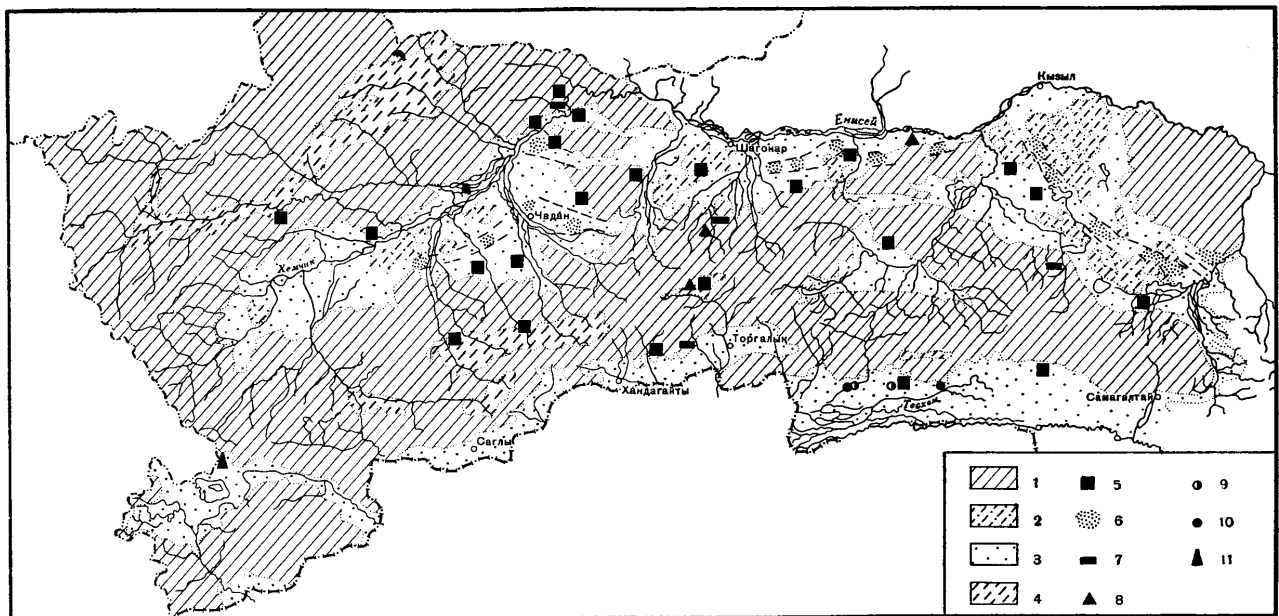 Кызыл
Енисей
Шагонар
Чадан
Хемчик
Торгалын
Хандагайты
Тесхем
Самагалтай
Саглы
1 5 9
2 6 10
3 7 11
4 8